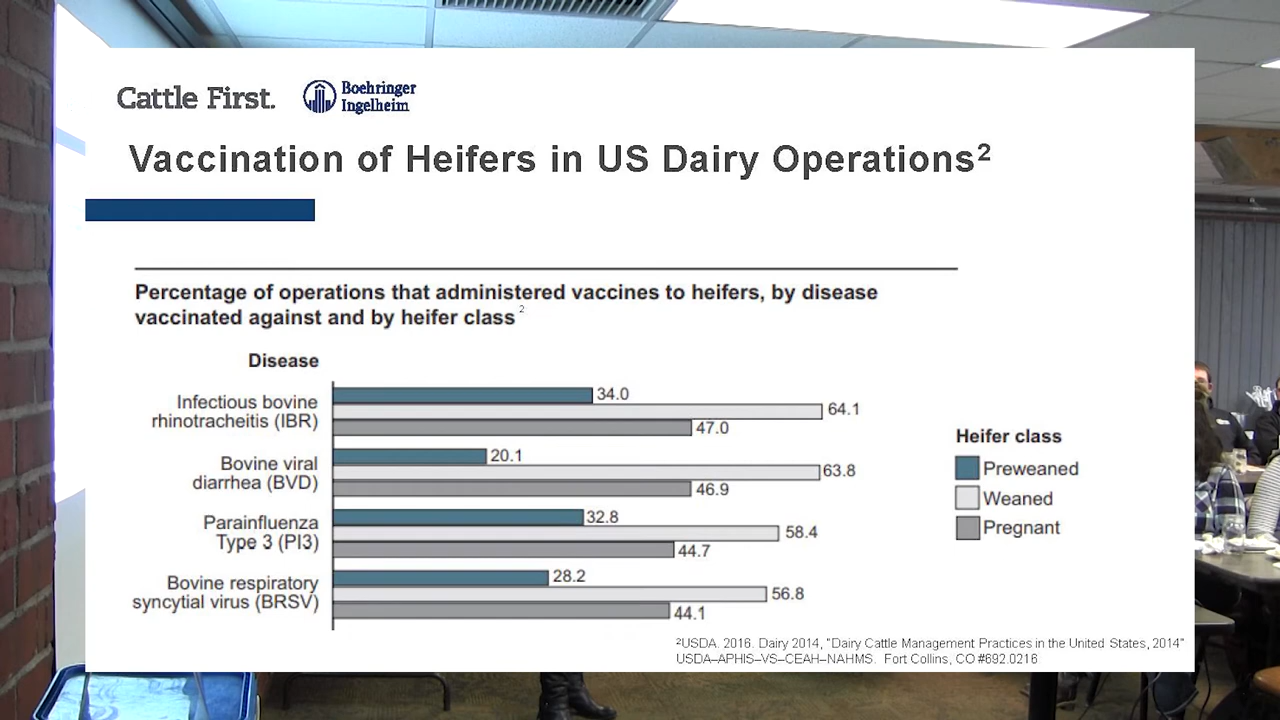 Cattle First.
Boehringer
Ingelheim
Vaccination of Heifers in US Dairy Operations²
Percentage of operations that administered vaccines to heifers, by disease
vaccinated against and by heifer class ²
Disease
Infectious bovine
rhinotracheitis (IBR)
34.0
64.1
47.0
Bovine viral
diarrhea (BVD)
20.1
63.8
46.9
Parainfluenza
Type 3 (PI3)
32.8
58.4
44.7
Bovine respiratory
syncytial virus (BRSV)
28.2
56.8
44.1
Heifer class
Preweaned
Weaned
Pregnant
²USDA. 2016. Dairy 2014, "Dairy Cattle Management Practices in the United States, 2014"
USDA–APHIS–VS–CEAH–NAHMS. Fort Collins, CO #692.0216